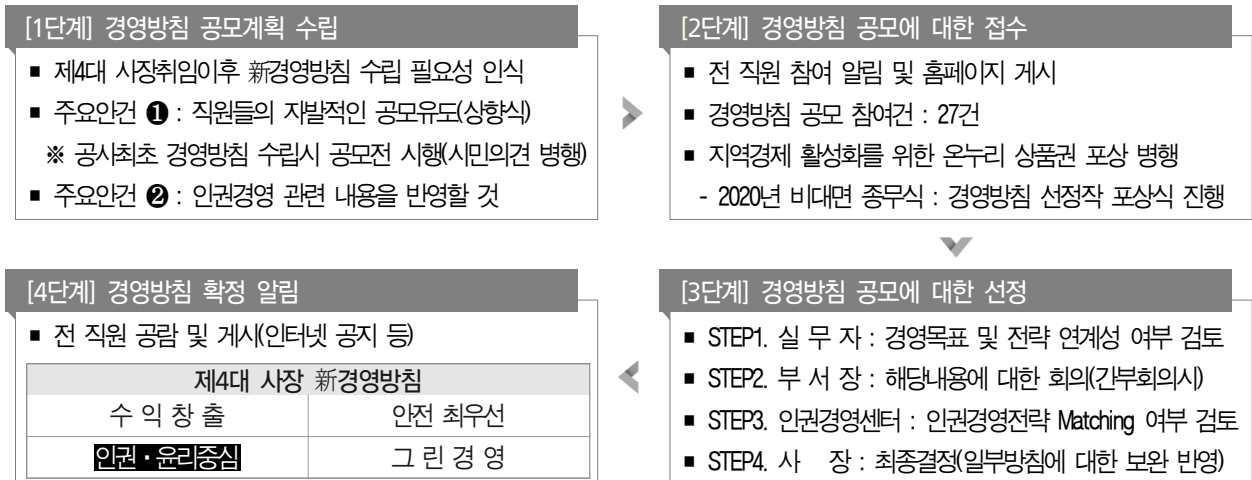 [1단계] 경영방침 공모계획 수립
▪ 제4대 사장취임이후 新경영방침 수립 필요성 인식
▪ 주요안건 ❶ : 직원들의 자발적인 공모유도(상향식)
※ 공사최초 경영방침 수립시 공모전 시행(시민의견 병행)
▪ 주요안건 ❷ : 인권경영 관련 내용을 반영할 것
[2단계] 경영방침 공모에 대한 접수
▪ 전 직원 참여 알림 및 홈페이지 게시
▪ 경영방침 공모 참여건 : 27건
▪ 지역경제 활성화를 위한 온누리 상품권 포상 병행
- 2020년 비대면 종무식 : 경영방침 선정작 포상식 진행
[3단계] 경영방침 공모에 대한 선정
▪ STEP1. 실 무 자 : 경영목표 및 전략 연계성 여부 검토
▪ STEP2. 부 서 장 : 해당내용에 대한 회의(간부회의시)
▪ STEP3. 인권경영센터 : 인권경영전략 Matching 여부 검토
▪ STEP4. 사 장 : 최종결정(일부방침에 대한 보완 반영)
[4단계] 경영방침 확정 알림
▪ 전 직원 공람 및 게시(인터넷 공지 등)
제4대 사장 新경영방침
수 익 창 출 안전 최우선
인권·윤리중심 그 린 경 영